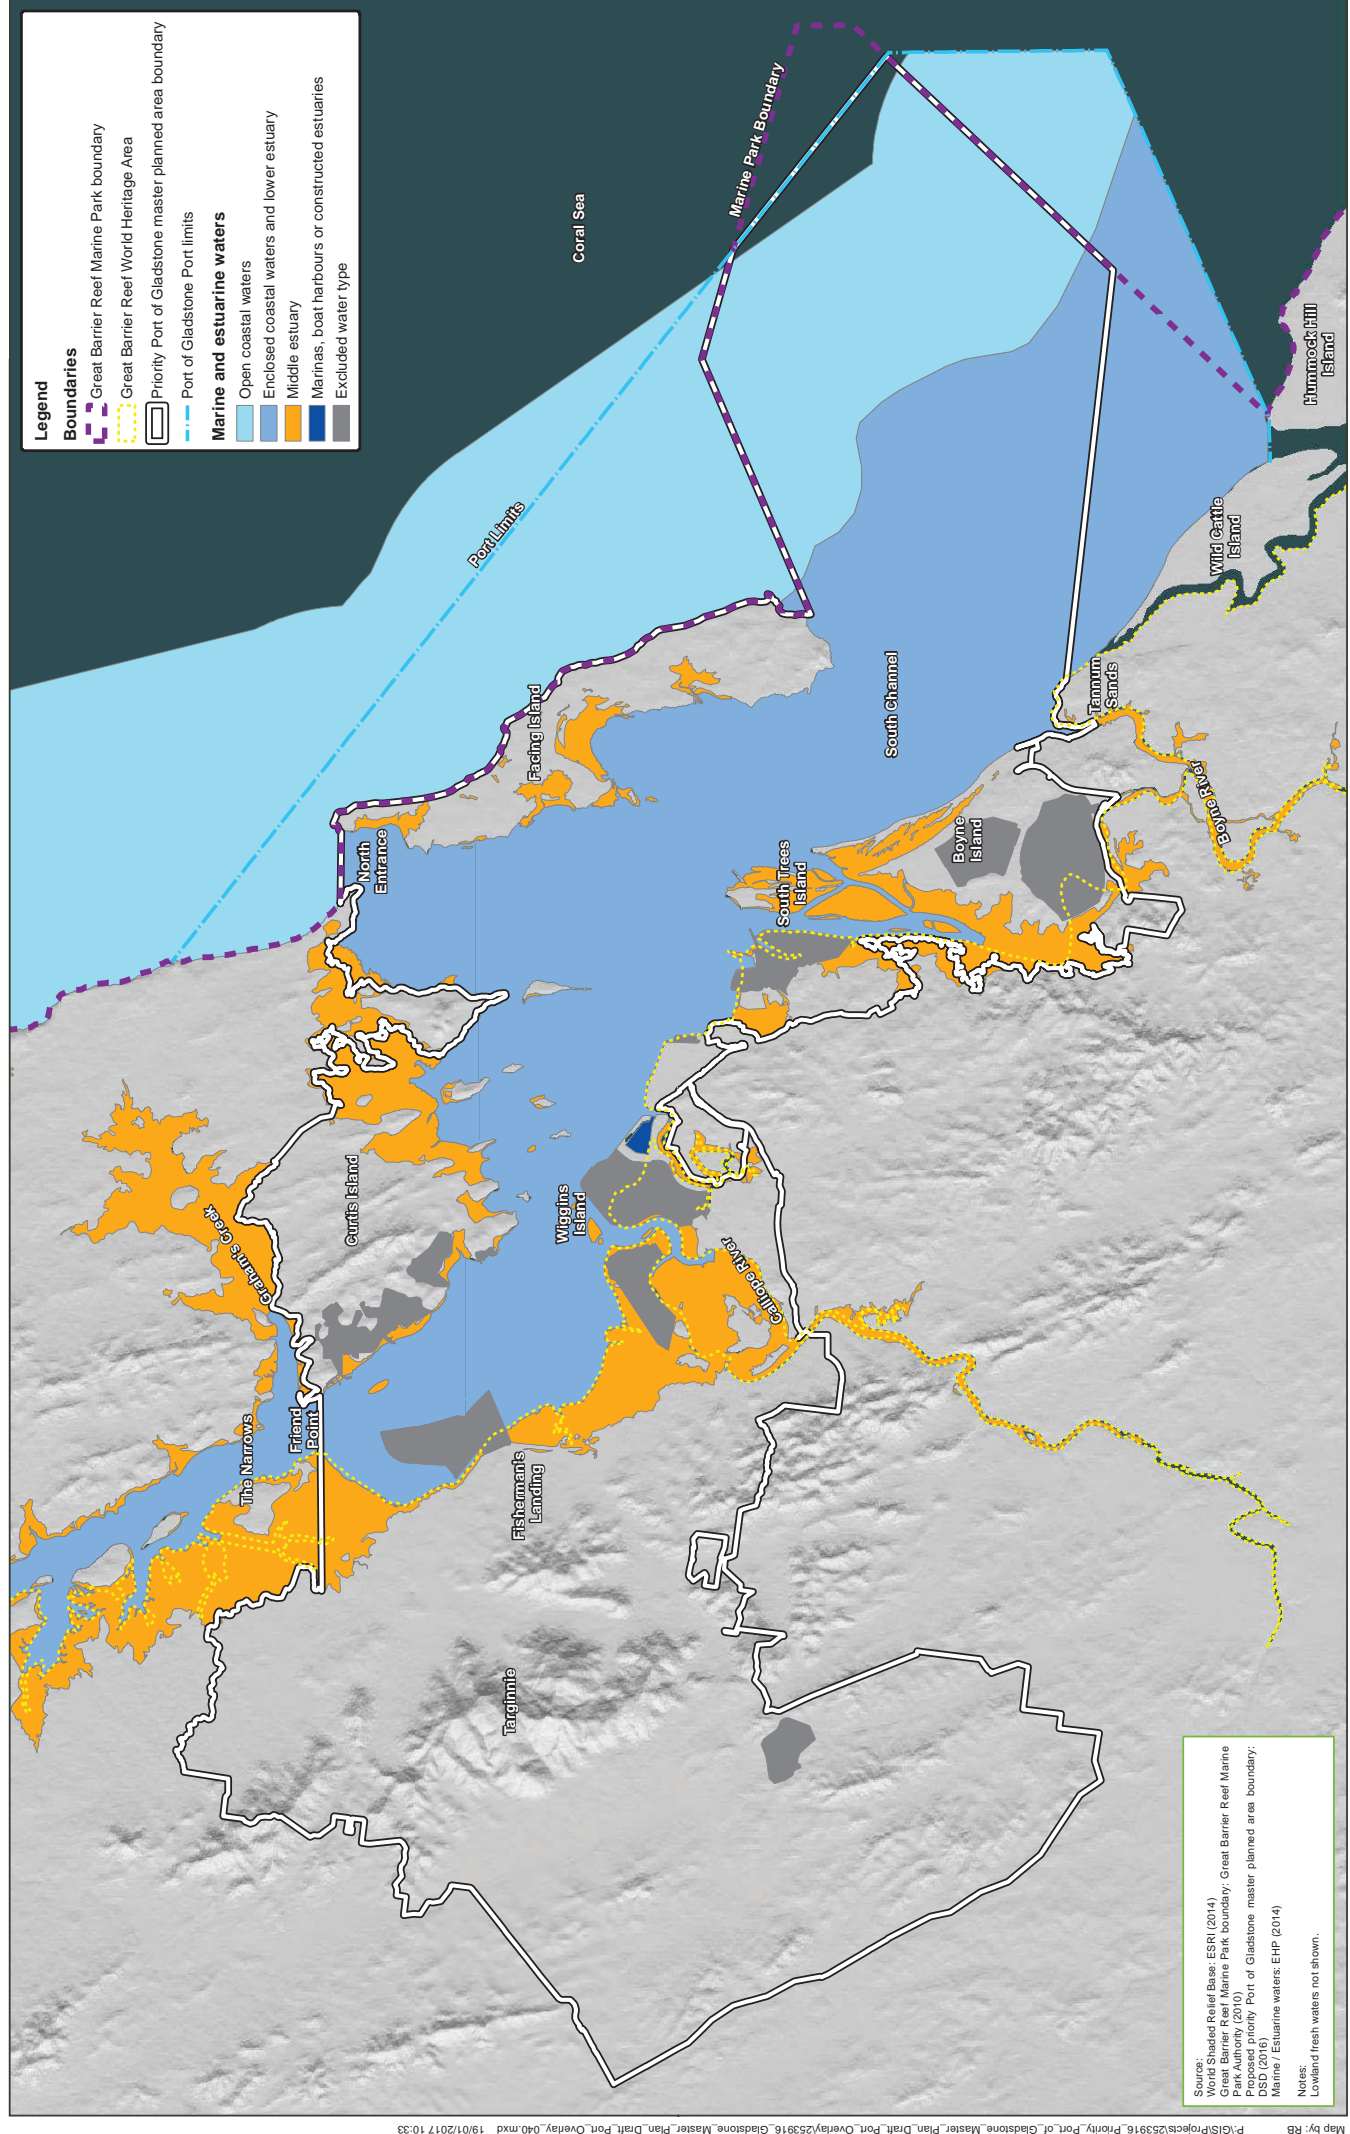 Legend
Boundaries
Great Barrier Reef Marine Park boundary
Great Barrier Reef World Heritage Area
Priority Port of Gladstone master planned area boundary
Port of Gladstone Port limits
Marine and estuarine waters
Open coastal waters
Enclosed coastal waters and lower estuary
Middle estuary
Marinas, boat harbours or constructed estuaries
Excluded water type
Coral Sea
Marine Park Boundary
Port Limits
Hummock Hill
Island
Wild Cattle
Island
Tannum
Sands
South Channel
Facing Island
North
Entrance
Boyne
Island
Boyne River
South Trees
Island
Curtis Island
Graham's Creek
Wiggins
Island
Calliope River
The Narrows
Friend
Point
Fisherman's
Landing
Targinnie
Source:
World Shaded Relief Base: ESRI (2014)
Great Barrier Reef Marine Park boundary: Great Barrier Reef Marine
Park Authority (2010)
Proposed priority Port of Gladstone master planned area boundary:
DSD (2016)
Marine / Estuarine waters: EHP (2014)
Notes:
Lowland fresh waters not shown.
Map by: RB
P:\GIS\Projects\253916_Priority_Port_of_Gladstone_Master_Plan_Draft_Port_Overlay\253916_Gladstone_Master_Plan_Draft_Port_Overlay_040.mxd
19/01/2017 10:33